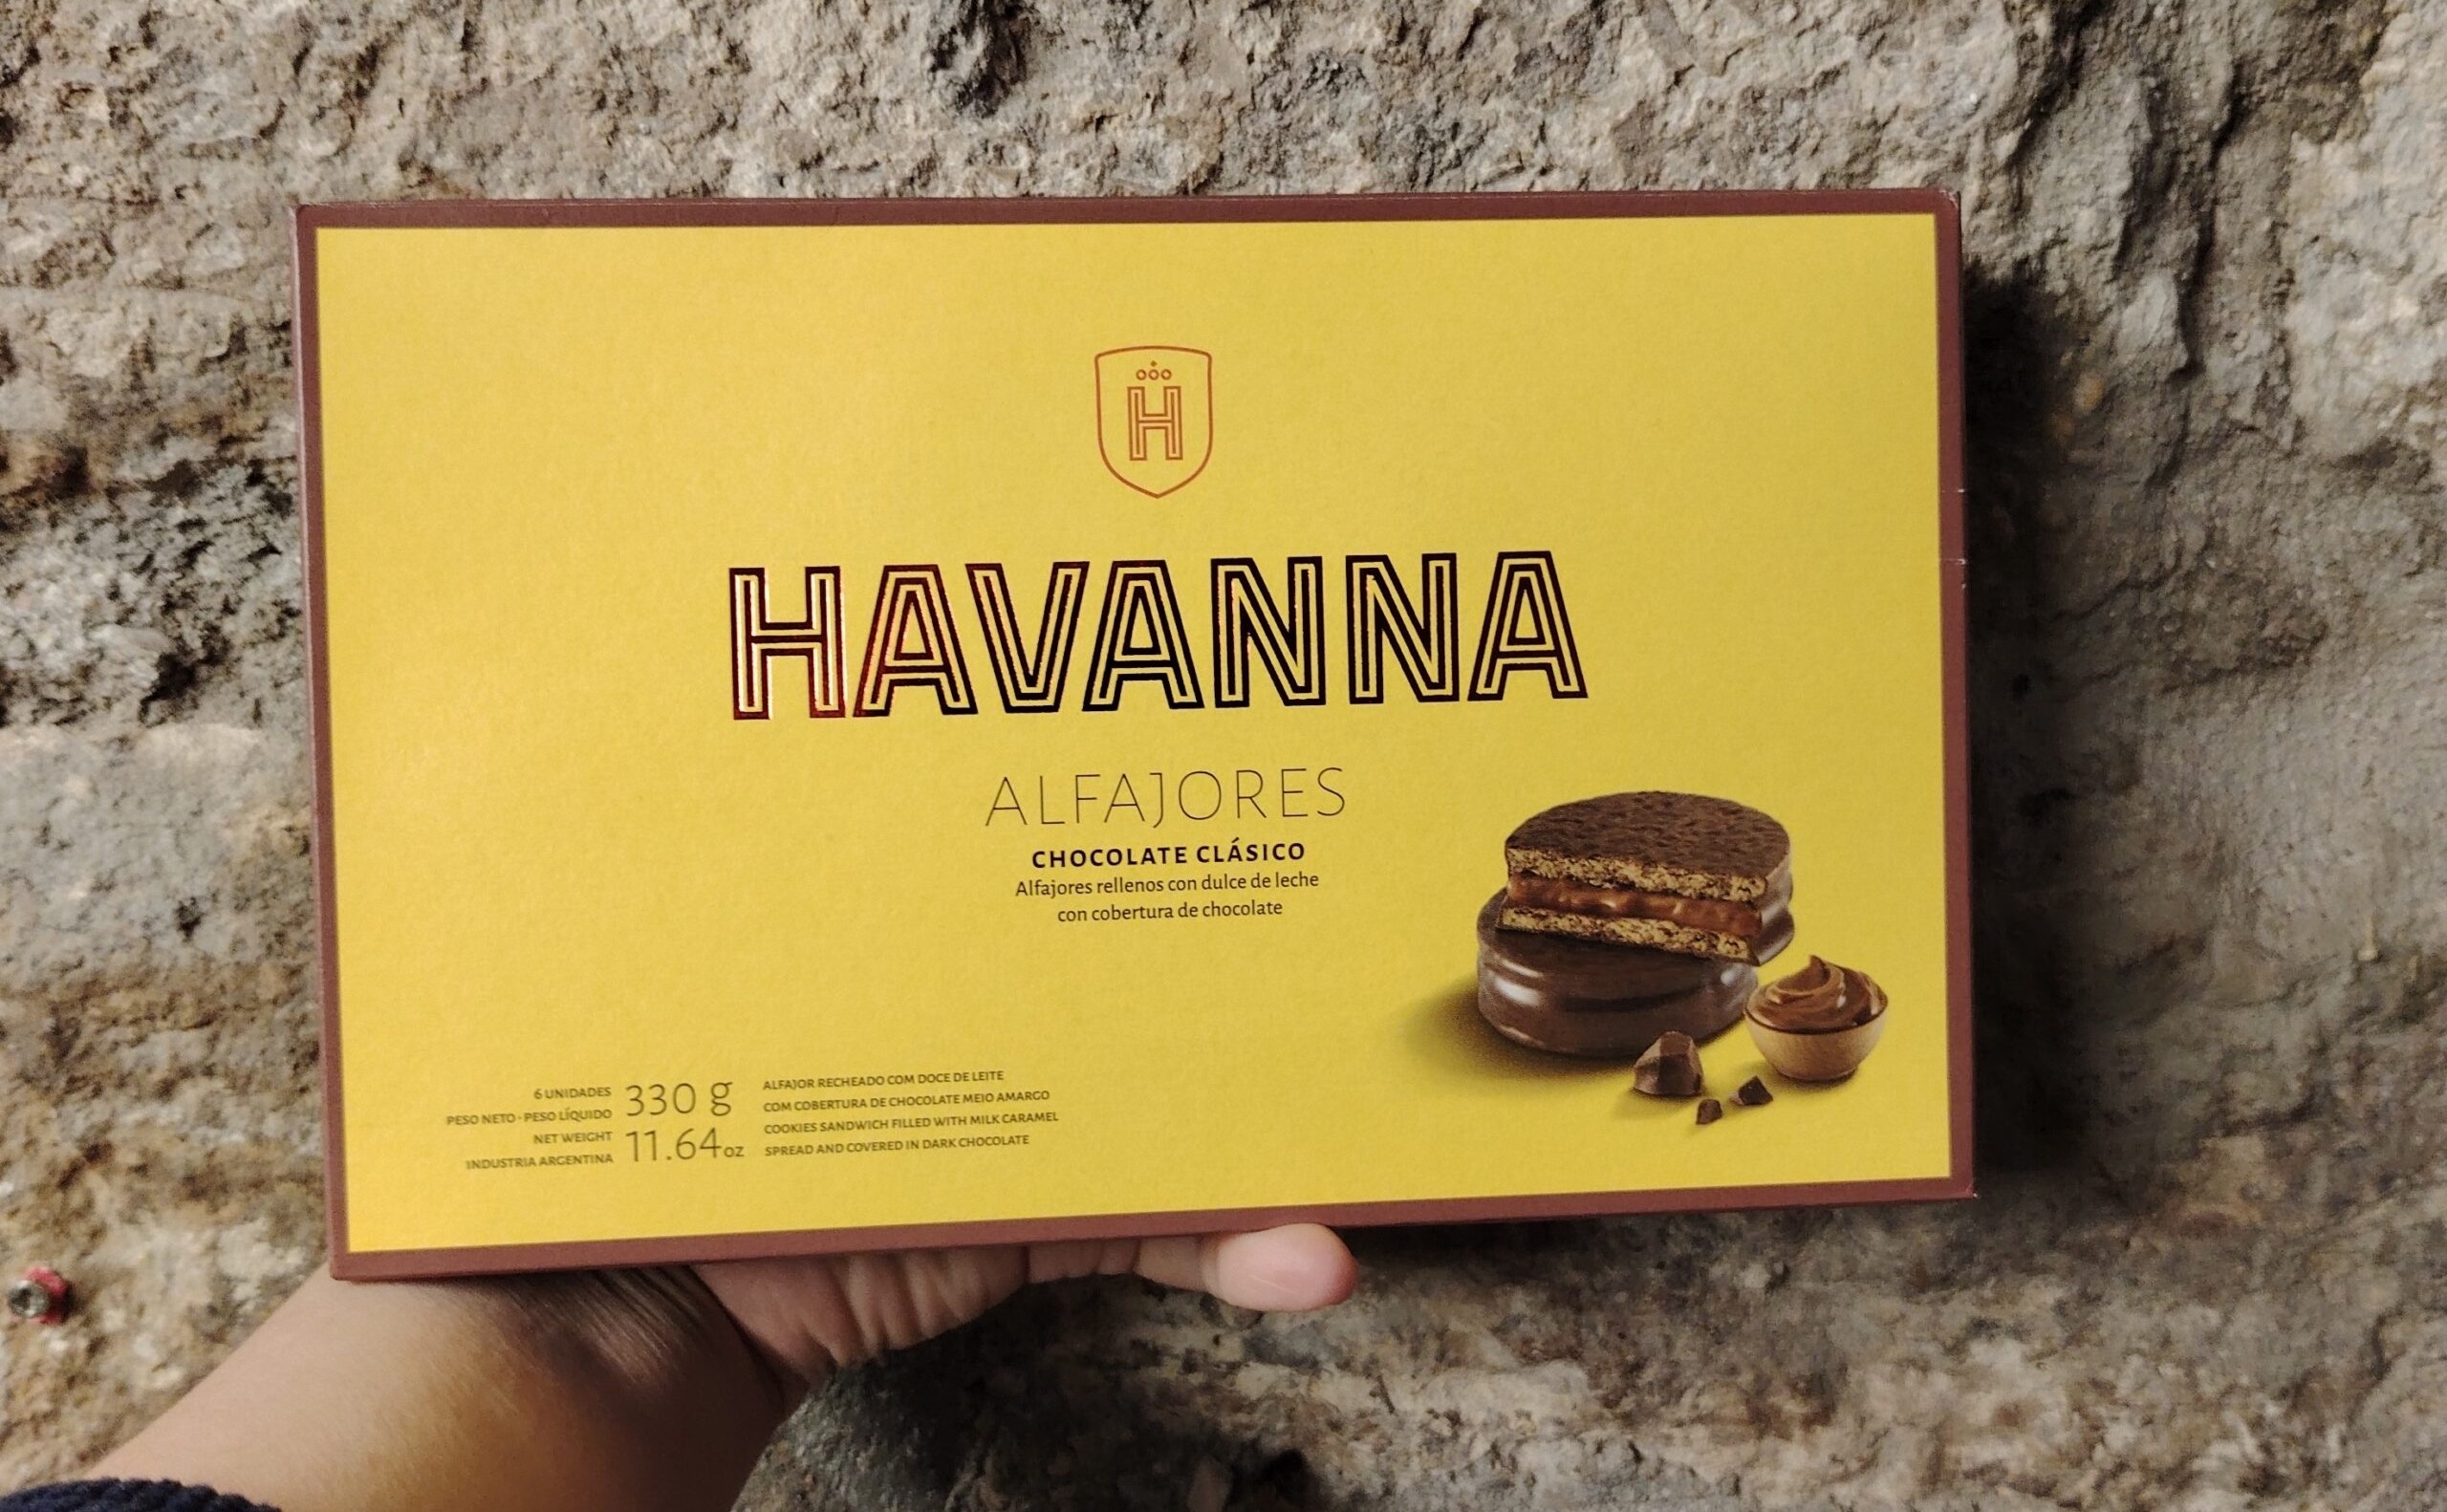 H
HAVANNA
ALFAJORES
CHOCOLATE CLÁSICO
Alfajores rellenos con dulce de leche
con cobertura de chocolate
6 UNIDADES
PESO NETO - PESO LÍQUIDO
330 g
NET WEIGHT
INDUSTRIA ARGENTINA
11.64oz
ALFAJOR RECHEADO COM DOCE DE LEITE
COM COBERTURA DE CHOCOLATE MEIO AMARGO
COOKIES SANDWICH FILLED WITH MILK CARAMEL
SPREAD AND COVERED IN DARK CHOCOLATE